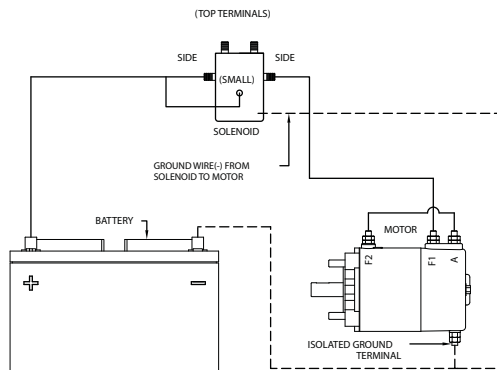 (TOP TERMINALS)
SIDE
SIDE
(SMALL)
SOLENOID
GROUND WIRE(-) FROM
SOLENOID TO MOTOR
BATTERY
MOTOR
F2
F1
A
+
−
ISOLATED GROUND
TERMINAL